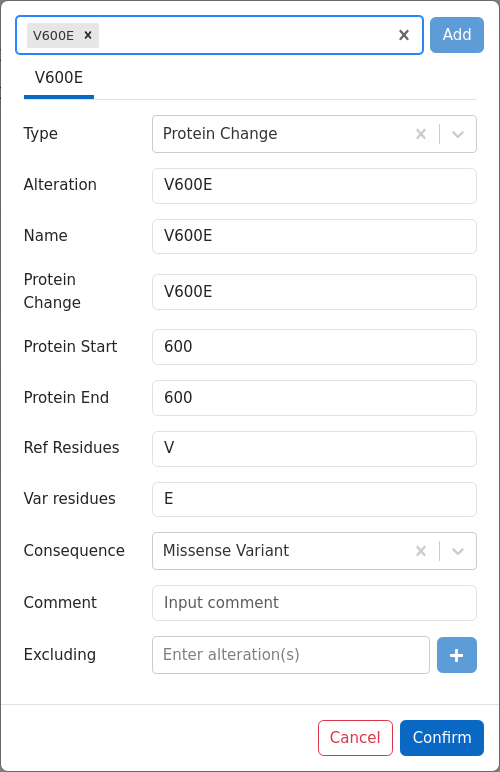 V600E × × Add
V600E
Type Protein Change
Alteration V600E
Name V600E
Protein
Change V600E
Protein Start 600
Protein End 600
Ref Residues V
Var residues E
Consequence Missense Variant
Comment Input comment
Excluding Enter alteration(s) +
Cancel Confirm